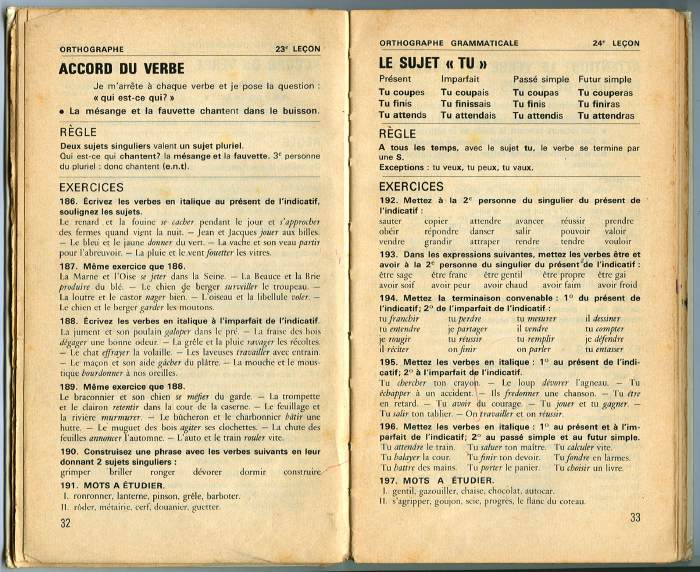 ORTHOGRAPHE 23e LEÇON
ACCORD DU VERBE
Je m'arrête à chaque verbe et je pose la question :
« qui est-ce qui? »
• La mésange et la fauvette chantent dans le buisson.
RÈGLE
Deux sujets singuliers valent un sujet pluriel.
Qui est-ce qui chantent? la mésange et la fauvette. 3e personne
du pluriel : donc chantent (e.n.t).
EXERCICES
186. Écrivez les verbes en italique au présent de l'indicatif,
soulignez les sujets.
Le renard et la fouine se cacher pendant le jour et s'approcher
des fermes quand vient la nuit. — Jean et Jacques jouer aux billes.
— Le bleu et le jaune donner du vert. — La vache et son veau partir
pour l'abreuvoir. — La pluie et le vent fouetter les vitres.
187. Même exercice que 186.
La Marne et l'Oise se jeter dans la Seine. — La Beauce et la Brie
produire du blé. — Le chien et le berger surveiller le troupeau. —
La loutre et le castor nager bien. — L'oiseau et la libellule voler. —
Le chien et le berger garder les moutons.
188. Écrivez les verbes en italique à l'imparfait de l'indicatif.
La jument et son poulain galoper dans le pré. — La fraise des bois
dégager une bonne odeur. — La grêle et la pluie ravager les récoltes.
— Le chat effrayer la volaille. — Les laveuses travailler avec entrain.
— Le maçon et son aide gâcher du plâtre. — La mouche et le mous-
tique bourdonner à nos oreilles.
189. Même exercice que 188.
Le braconnier et son chien se méfier du garde. — La trompette
et le clairon retentir dans la cour de la caserne. — Le feuillage et
la rivière murmurer. — Le bûcheron et le charbonnier bâtir une
hutte. — Le muguet des bois agiter ses clochettes. — La chute des
feuilles annoncer l'automne. — L'auto et le train rouler vite.
190. Construisez une phrase avec les verbes suivants en leur
donnant 2 sujets singuliers :
grimper briller ronger dévorer dormir construire
191. MOTS A ÉTUDIER.
I. ronronner, lanterne, pinson, grêle, barboter.
II. rôder, métairie, cerf, douanier, guetter.
32
ORTHOGRAPHE GRAMMATICALE 24e LEÇON
LE SUJET « TU »
Présent Imparfait Passé simple Futur simple
Tu coupes Tu coupais Tu coupas Tu couperas
Tu finis Tu finissais Tu finis Tu finiras
Tu attends Tu attendais Tu attendis Tu attendras
RÈGLE
A tous les temps, avec le sujet tu, le verbe se termine par
une S.
Exceptions : tu veux, tu peux, tu vaux.
EXERCICES
192. Mettez à la 2e personne du singulier du présent de
l'indicatif :
sauter copier attendre avancer réussir prendre
obéir répondre danser salir pouvoir valoir
vendre grandir attraper rendre tendre vouloir
193. Dans les expressions suivantes, mettez les verbes être et
avoir à la 2e personne du singulier du présent de l'indicatif :
être sage être franc être gentil être propre être gai
avoir soif avoir peur avoir chaud avoir faim avoir froid
194. Mettez la terminaison convenable : 1° du présent de
l'indicatif; 2° de l'imparfait de l'indicatif :
tu franchir tu perdre tu mesurer il dessiner
tu entendre je partager il vendre tu compter
je rougir tu réussir tu remplir je défendre
il réciter on finir on parler tu entasser
195. Mettez les verbes en italique : 1° au présent de l'indi-
catif; 2° à l'imparfait de l'indicatif.
Tu chercher ton crayon. — Le loup dévorer l'agneau. — Tu
échapper à un accident. — Ils fredonner une chanson. — Tu être
en retard. — Tu avoir du courage. — Tu jouer et tu gagner. —
Tu salir ton tablier. — On travailler et on réussir.
196. Mettez les verbes en italique : 1° au présent et à l'im-
parfait de l'indicatif; 2° au passé simple et au futur simple.
Tu attendre le train. Tu saluer ton maître. Tu calculer vite.
Tu balayer la cour. Tu finir ton devoir. Tu fondre en larmes.
Tu battre des mains. Tu porter le panier. Tu choisir un livre.
197. MOTS A ÉTUDIER.
I. gentil, gazouiller, chaise, chocolat, autocar.
II. s'agripper, goujon, scie, progrès, le flanc du coteau.
33